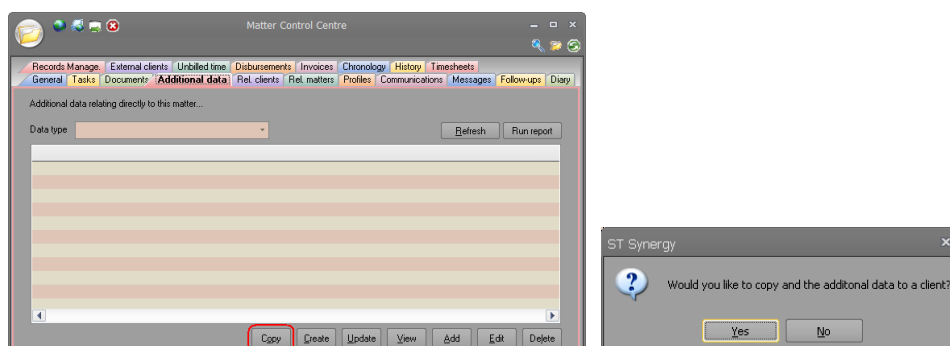 Matter Control Centre
Records Manage. External clients Unbilled time Disbursements Invoices Chronology History Timesheets
General Tasks Documents Additional data Rel. clients Rel. matters Profiles Communications Messages Follow-ups Diary
Additional data relating directly to this matter...
Data type
Refresh Run report
Copy Create Update View Add Edit Delete
ST Synergy
Would you like to copy and the additonal data to a client?
Yes No